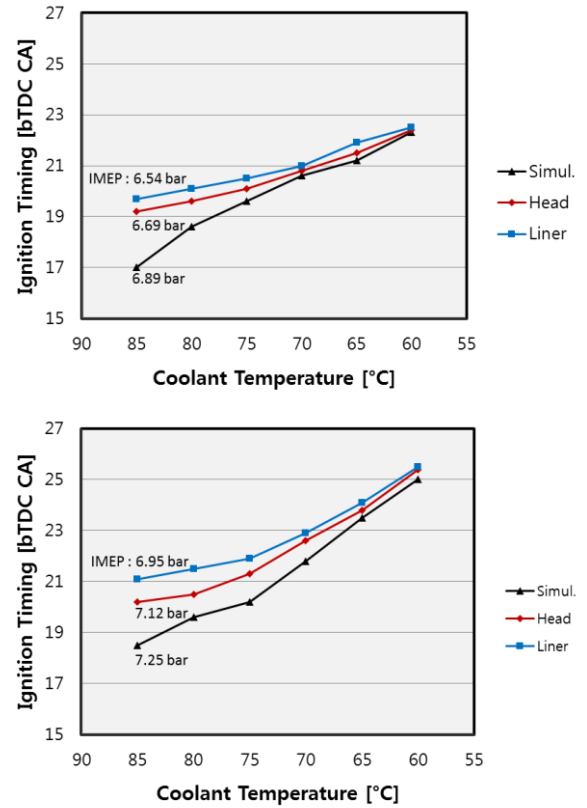 27
25
23
21
19
17
15
Ignition Timing [bTDC CA]
IMEP : 6.54 bar
6.69 bar
6.89 bar
90 85 80 75 70 65 60 55
Coolant Temperature [°C]
Simul.
Head
Liner
27
25
23
21
19
17
15
Ignition Timing [bTDC CA]
IMEP : 6.95 bar
7.12 bar
7.25 bar
90 85 80 75 70 65 60 55
Coolant Temperature [°C]
Simul.
Head
Liner